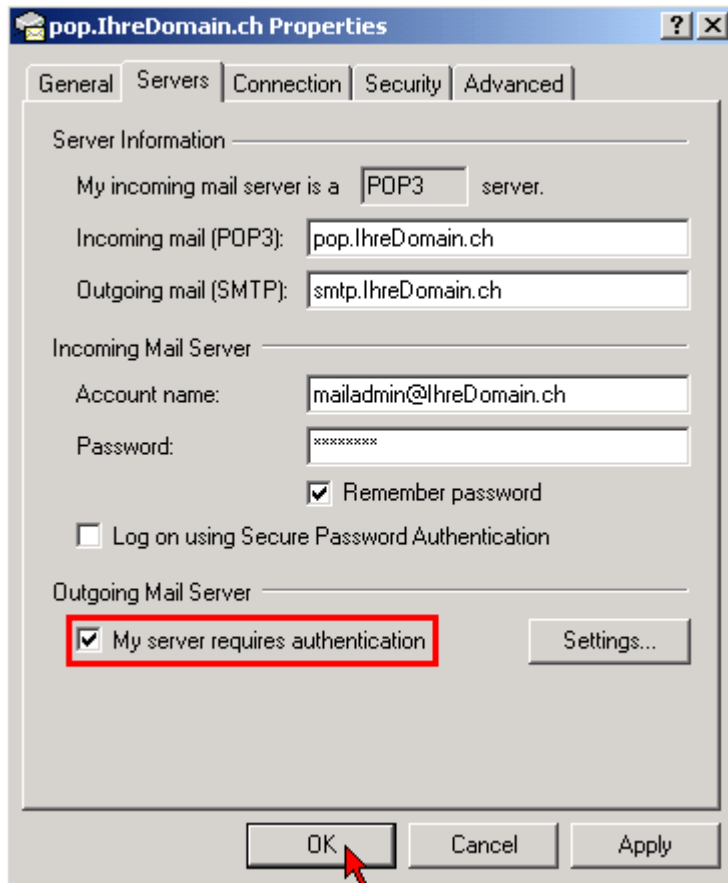 pop.IhreDomain.ch Properties
General Servers Connection Security Advanced
Server Information
My incoming mail server is a POP3 server.
Incoming mail (POP3): pop.IhreDomain.ch
Outgoing mail (SMTP): smtp.IhreDomain.ch
Incoming Mail Server
Account name: mailadmin@IhreDomain.ch
Password: ********
Remember password
Log on using Secure Password Authentication
Outgoing Mail Server
My server requires authentication Settings...
OK Cancel Apply